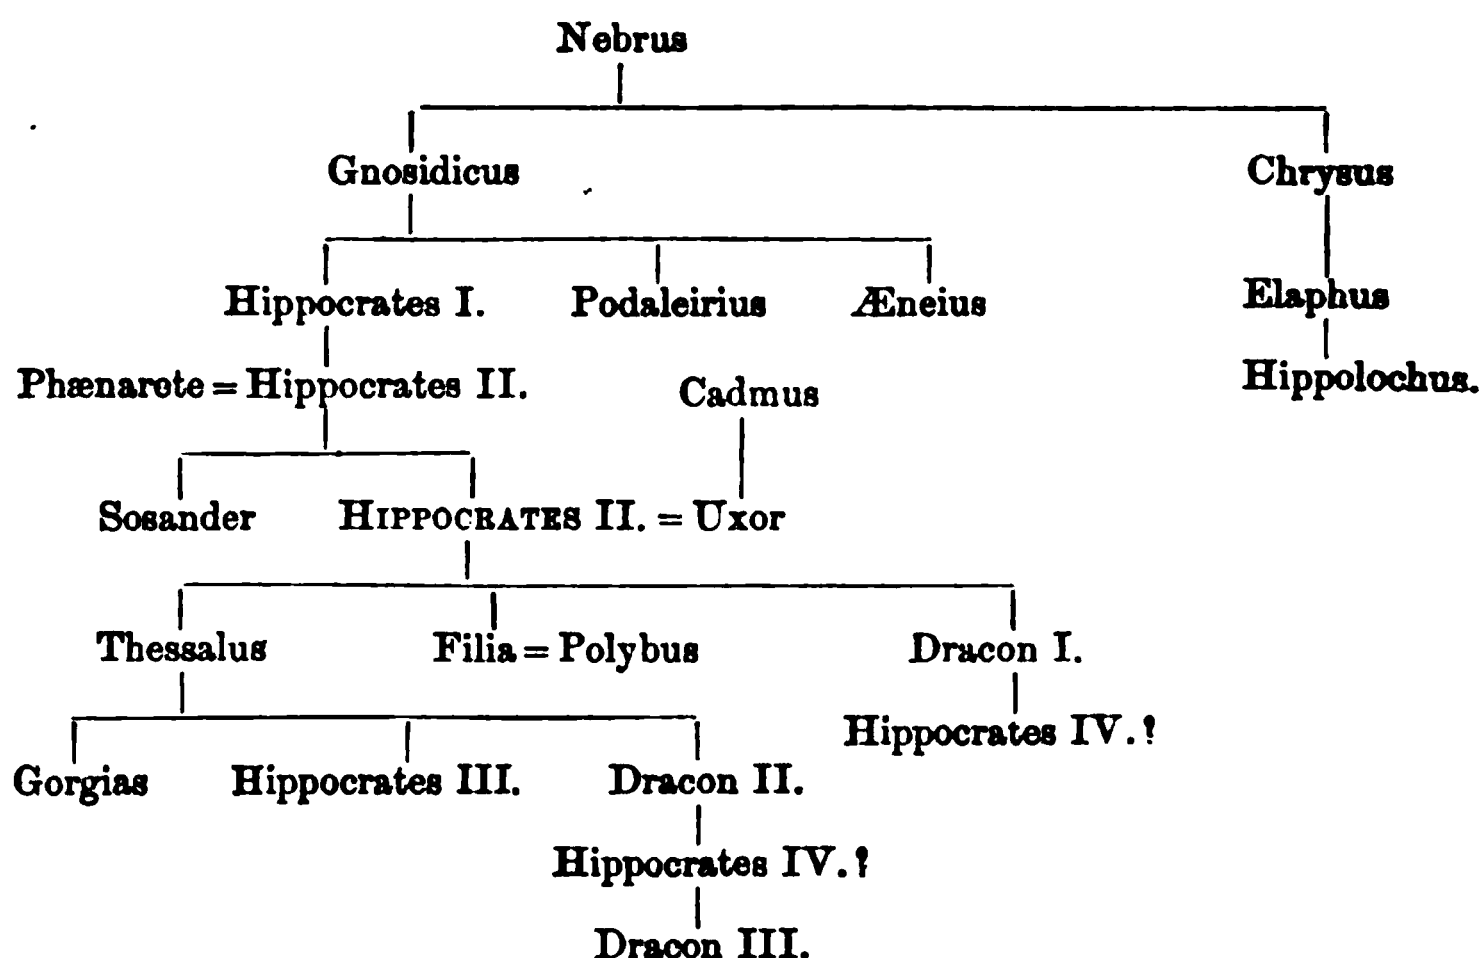 Nebrus
Gnosidicus Chrysus
Hippocrates I. Podaleirius Æneius Elaphus
Phænarete = Hippocrates II. Cadmus Hippolochus.
Sosander HIPPOCRATES II. = Uxor
Thessalus Filia = Polybus Dracon I.
Hippocrates IV.?
Gorgias Hippocrates III. Dracon II.
Hippocrates IV.?
Dracon III.